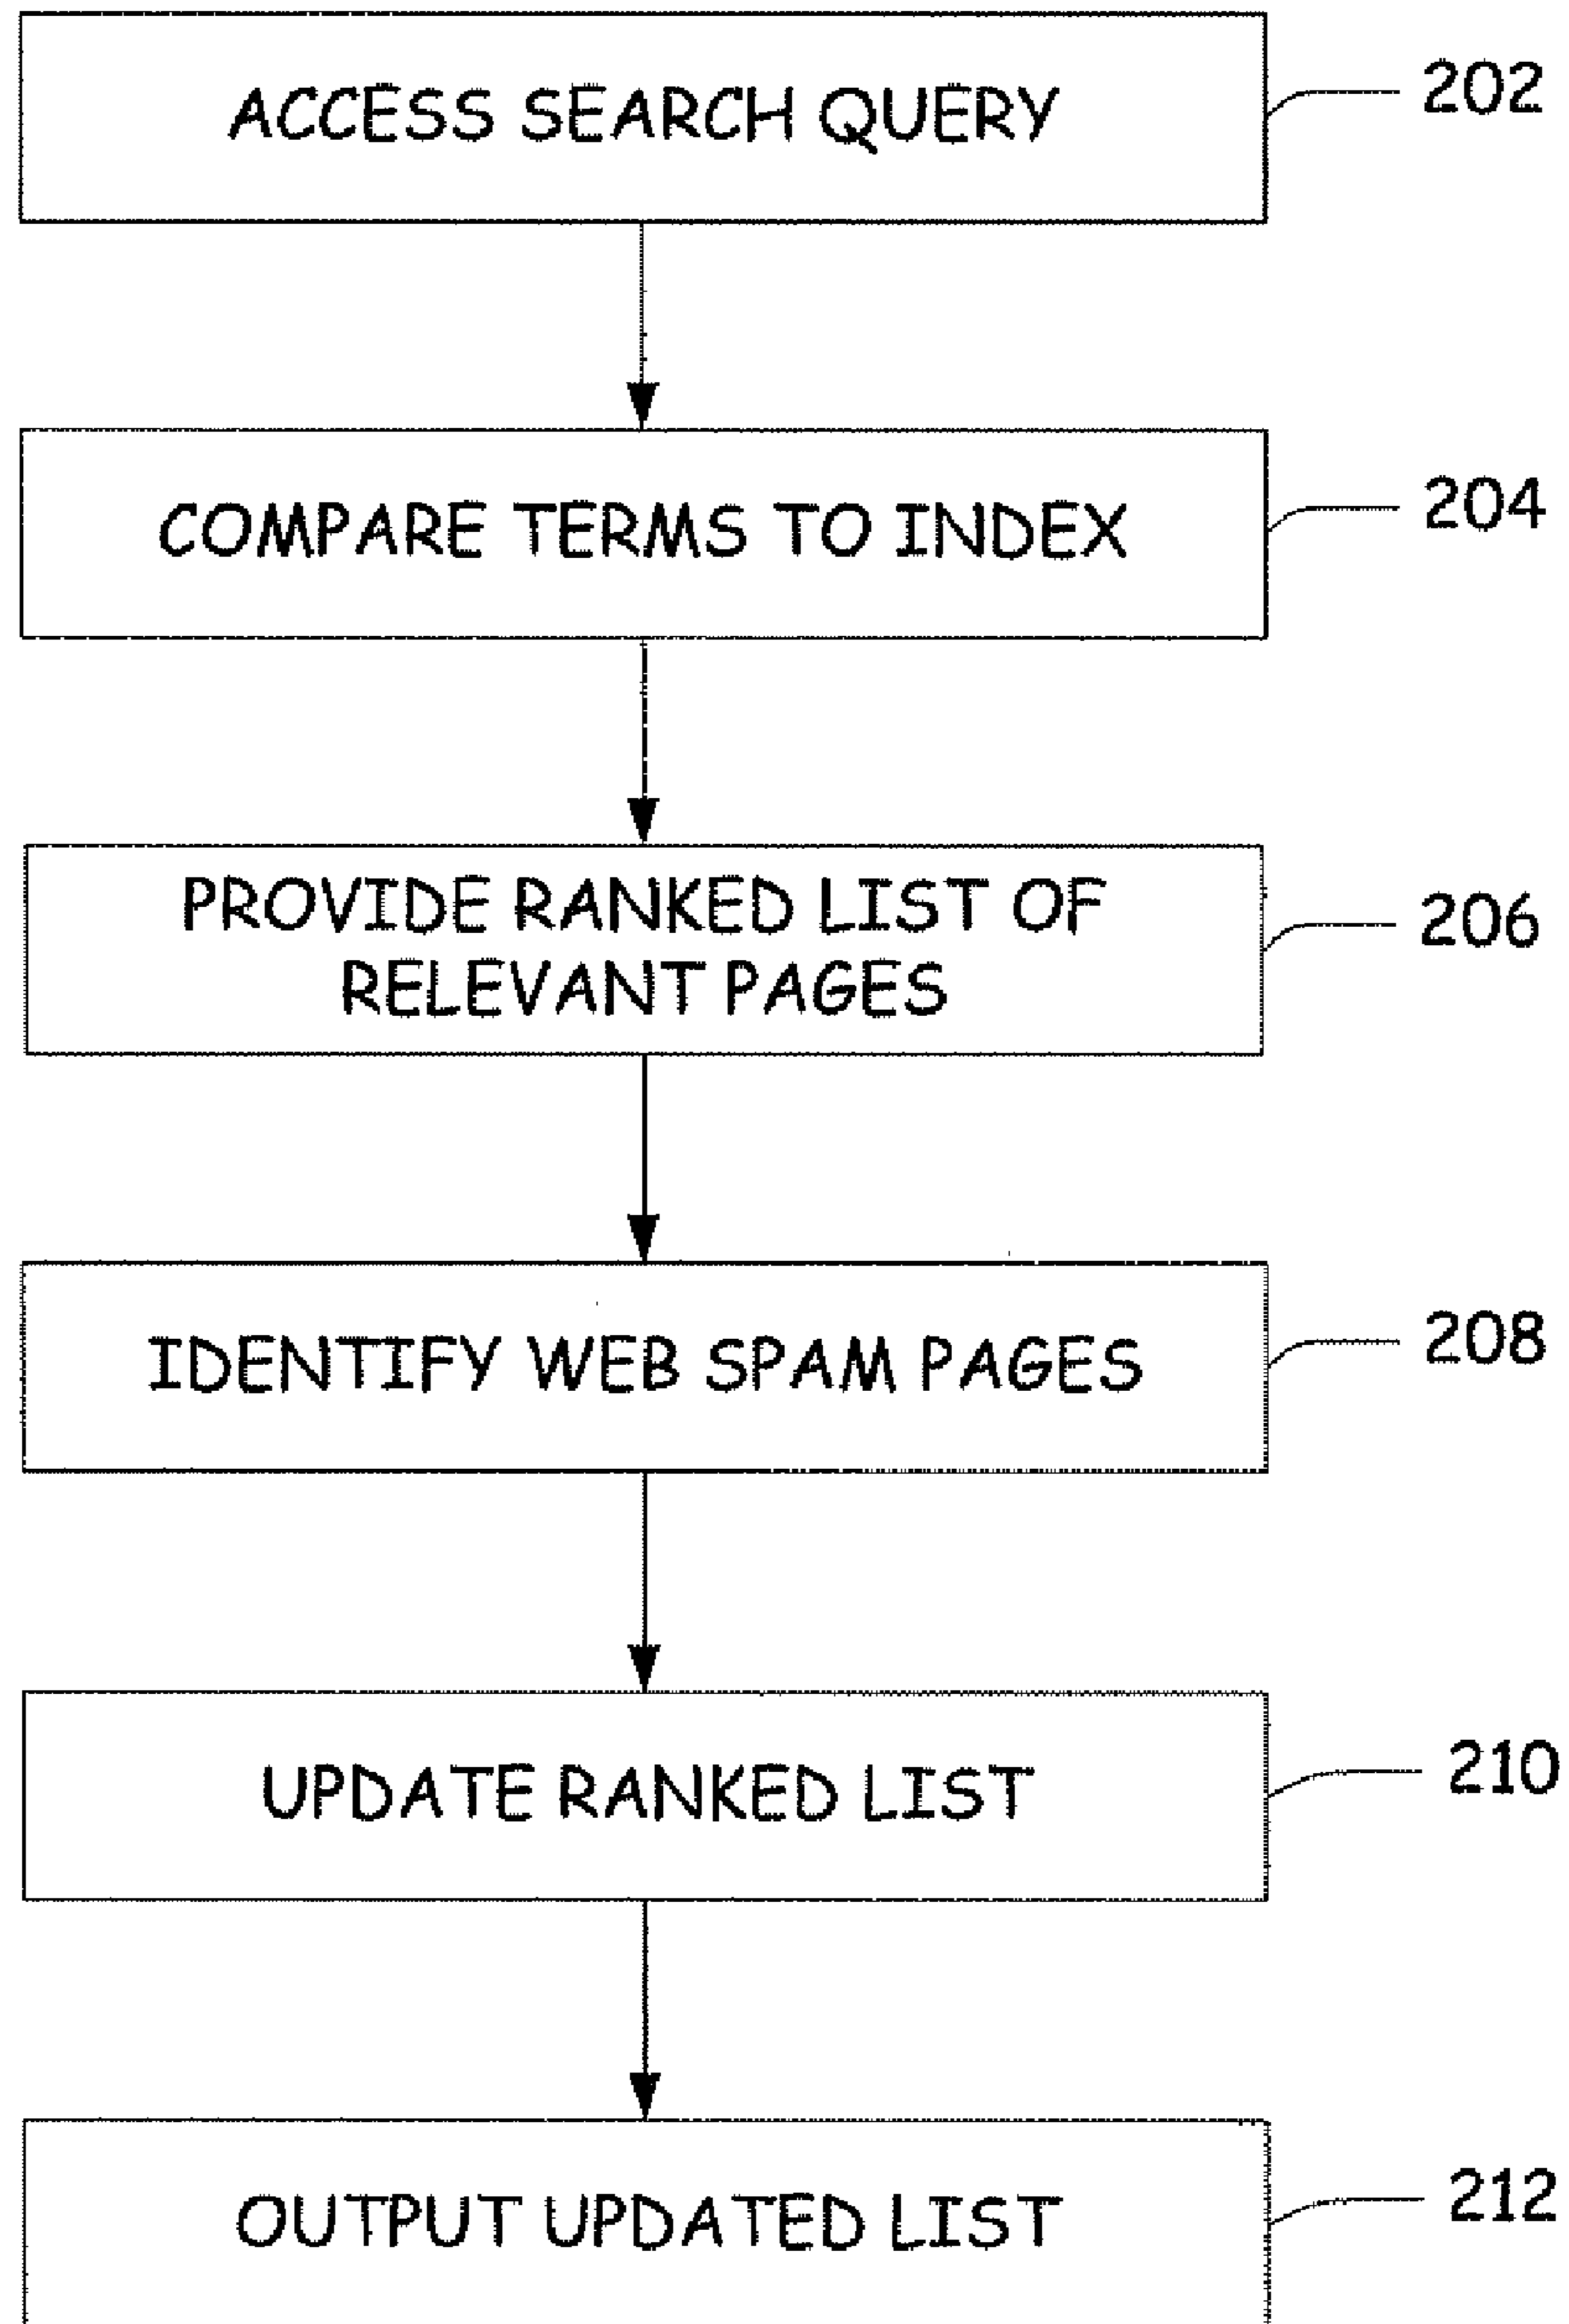 ACCESS SEARCH QUERY
202
COMPARE TERMS TO INDEX
204
PROVIDE RANKED LIST OF
RELEVANT PAGES
206
IDENTIFY WEB SPAM PAGES
208
UPDATE RANKED LIST
210
OUTPUT UPDATED LIST
212